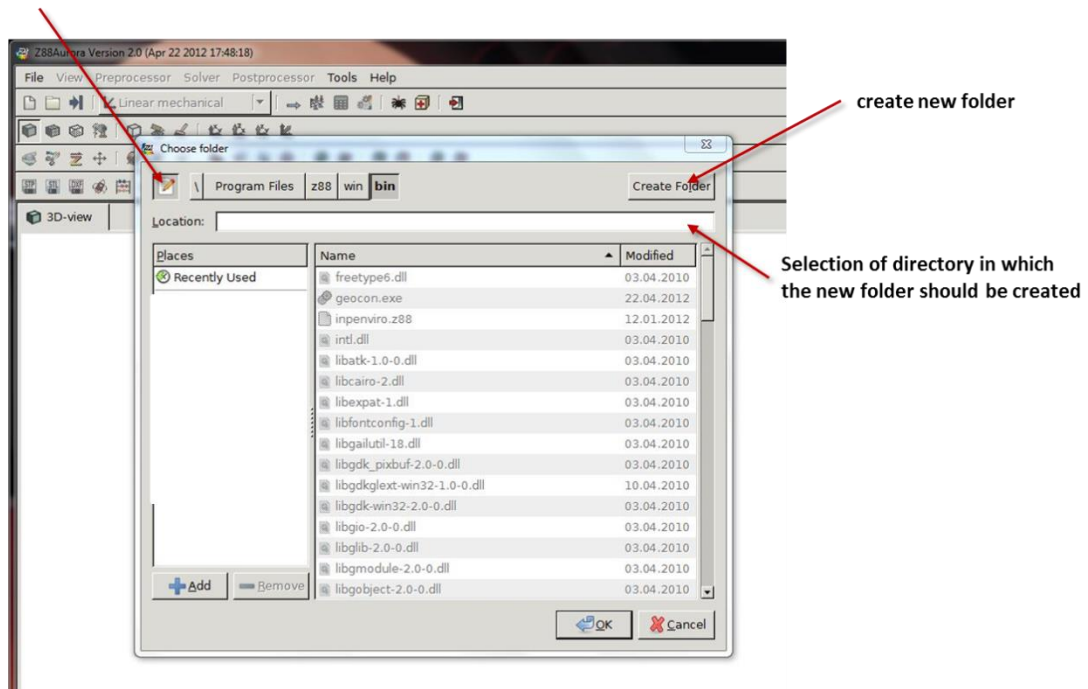 Z88Aurora Version 2.0 (Apr 22 2012 17:48:18)
File View Preprocessor Solver Postprocessor Tools Help
Linear mechanical
create new folder
Choose folder
\ Program Files z88 win bin Create Folder
3D-view
Location:
Selection of directory in which
the new folder should be created
Places Name Modified
Recently Used freetype6.dll 03.04.2010
geocon.exe 22.04.2012
inpenviro.z88 12.01.2012
intl.dll 03.04.2010
libatk-1.0-0.dll 03.04.2010
libcairo-2.dll 03.04.2010
libexpat-1.dll 03.04.2010
libfontconfig-1.dll 03.04.2010
libgailutil-18.dll 03.04.2010
libgdk_pixbuf-2.0-0.dll 03.04.2010
libgdkglext-win32-1.0-0.dll 10.04.2010
libgdk-win32-2.0-0.dll 03.04.2010
libgio-2.0-0.dll 03.04.2010
libglib-2.0-0.dll 03.04.2010
libgmodule-2.0-0.dll 03.04.2010
Add Remove libgobject-2.0-0.dll 03.04.2010
OK Cancel